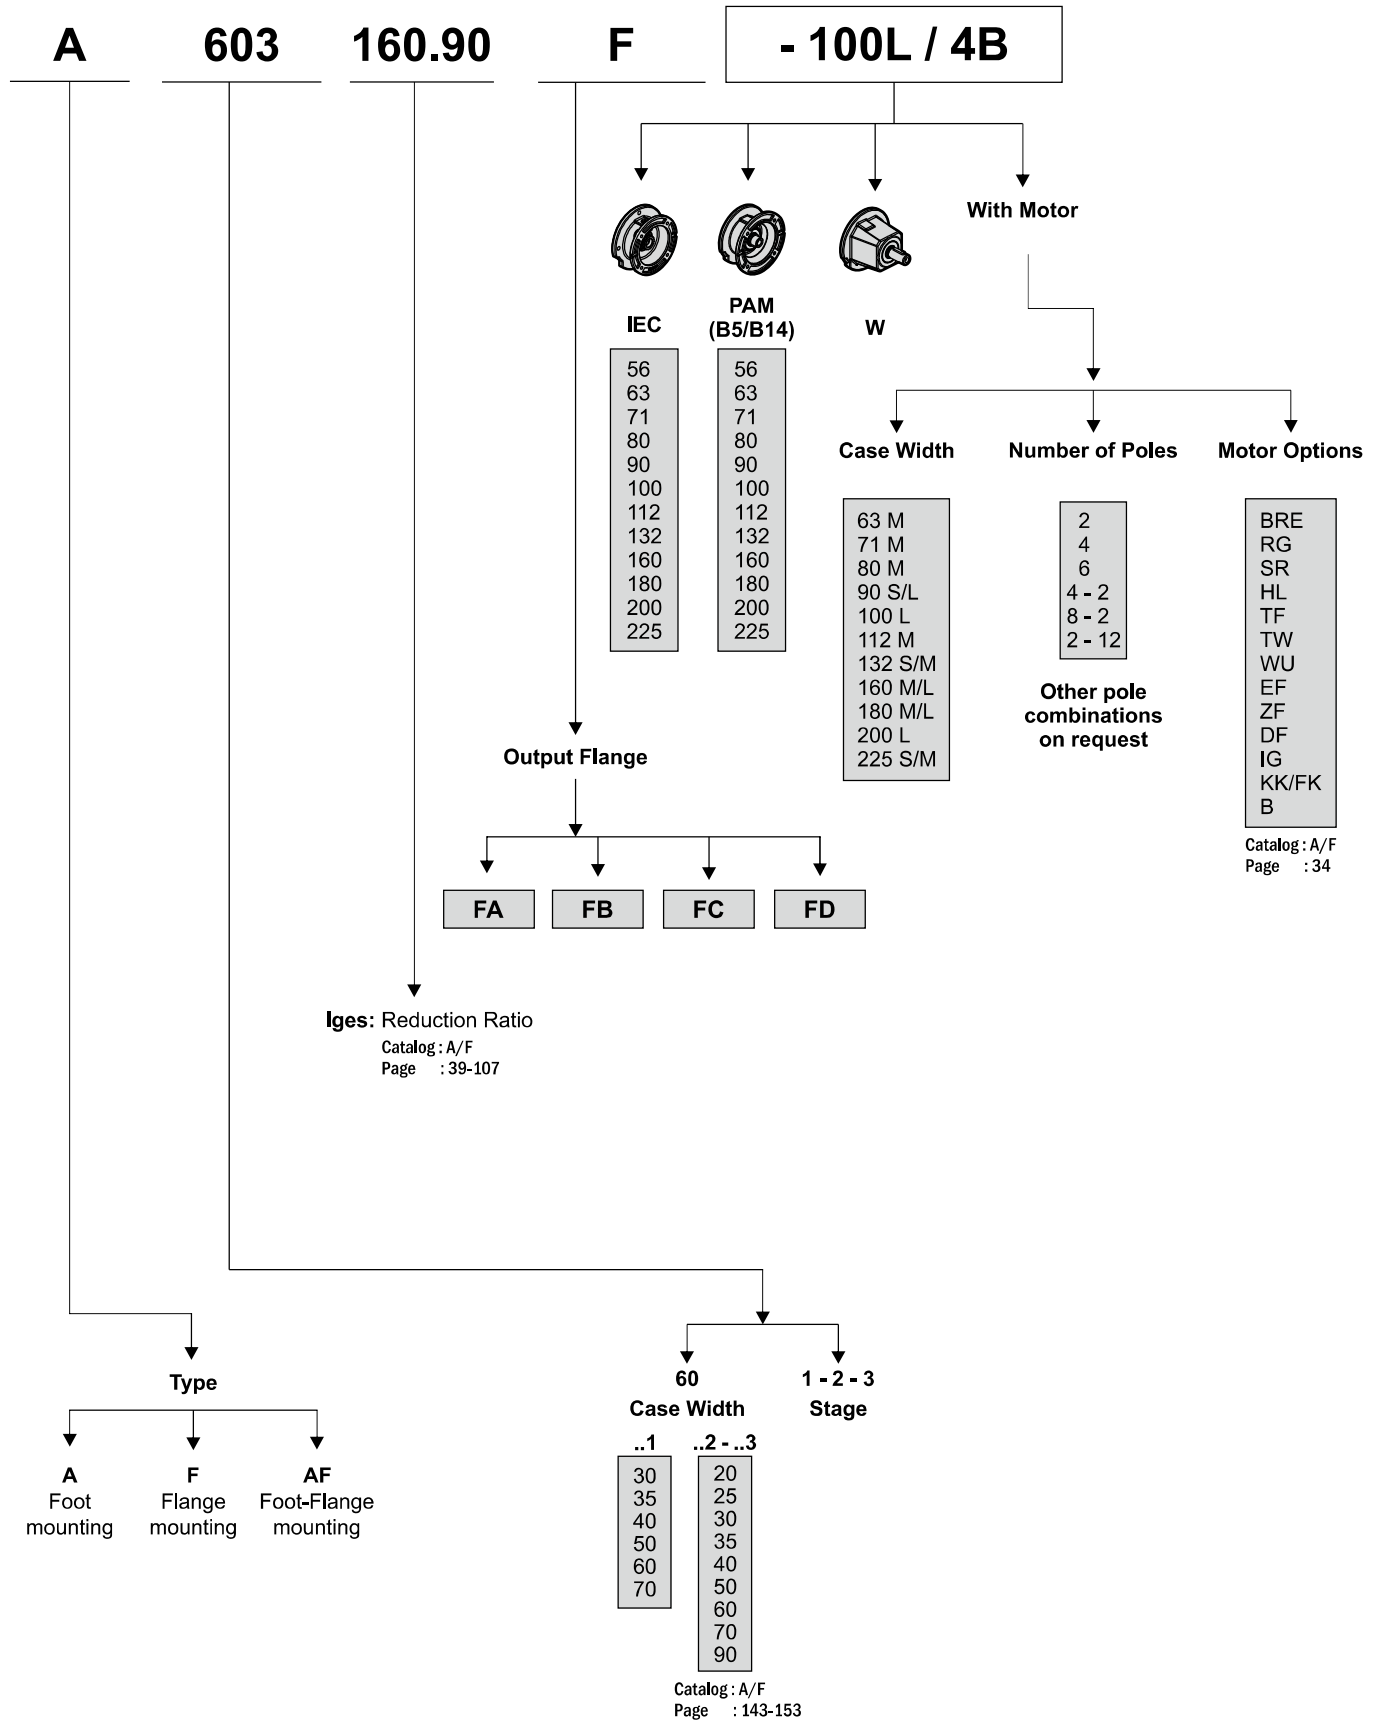 A 603 160.90 F - 100L / 4B
With Motor
IEC
PAM
(B5/B14)
W
56
63
71
80
90
100
112
132
160
180
200
225
56
63
71
80
90
100
112
132
160
180
200
225
Case Width
63 M
71 M
80 M
90 S/L
100 L
112 M
132 S/M
160 M/L
180 M/L
200 L
225 S/M
Number of Poles
2
4
6
4 - 2
8 - 2
2 - 12
Other pole
combinations
on request
Motor Options
BRE
RG
SR
HL
TF
TW
WU
EF
ZF
DF
IG
KK/FK
B
Catalog : A/F
Page : 34
Output Flange
FA FB FC FD
Iges: Reduction Ratio
Catalog : A/F
Page : 39-107
Type
A
Foot
mounting
F
Flange
mounting
AF
Foot-Flange
mounting
60
Case Width
1 - 2 - 3
Stage
..1
30
35
40
50
60
70
..2 - ..3
20
25
30
35
40
50
60
70
90
Catalog : A/F
Page : 143-153